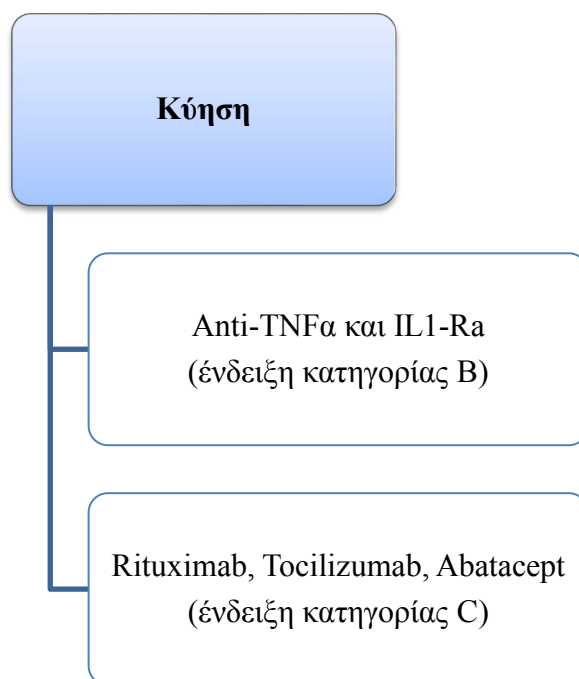 Κύηση
Anti-TNFα και IL1-Ra
(ένδειξη κατηγορίας Β)
Rituximab, Tocilizumab, Abatacept
(ένδειξη κατηγορίας C)